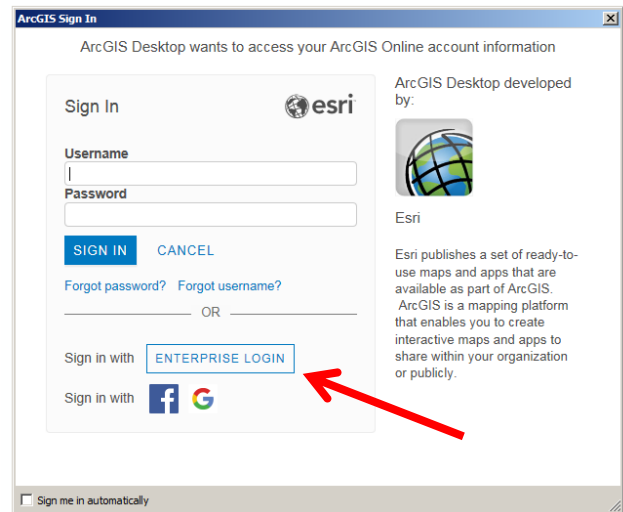 ArcGIS Sign In
ArcGIS Desktop wants to access your ArcGIS Online account information
Sign In
esri
Username
Password
SIGN IN CANCEL
Forgot password? Forgot username?
OR
Sign in with ENTERPRISE LOGIN
Sign in with f G
ArcGIS Desktop developed
by:
Esri
Esri publishes a set of ready-to-
use maps and apps that are
available as part of ArcGIS.
ArcGIS is a mapping platform
that enables you to create
interactive maps and apps to
share within your organization
or publicly.
Sign me in automatically